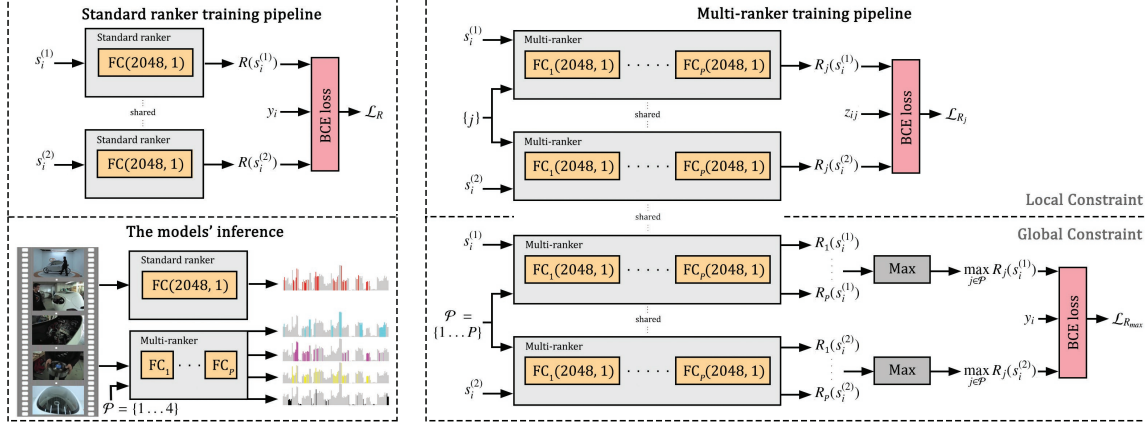 Standard ranker training pipeline
Standard ranker
s_i^(1)
FC(2048, 1)
R(s_i^(1))
shared
y_i
BCE loss
ℒ_R
Standard ranker
s_i^(2)
FC(2048, 1)
R(s_i^(2))
The models' inference
Standard ranker
FC(2048, 1)
Multi-ranker
FC_1 · · · FC_P
𝒫 = {1 … 4}
Multi-ranker training pipeline
s_i^(1)
Multi-ranker
FC_1(2048, 1) · · · · · FC_P(2048, 1)
R_j(s_i^(1))
{j}
shared
z_ij
BCE loss
ℒ_{R_j}
Multi-ranker
FC_1(2048, 1) · · · · · FC_P(2048, 1)
R_j(s_i^(2))
s_i^(2)
Local Constraint
shared
Global Constraint
s_i^(1)
Multi-ranker
FC_1(2048, 1) · · · · · FC_P(2048, 1)
R_1(s_i^(1))
R_P(s_i^(1))
Max
max_{j∈𝒫} R_j(s_i^(1))
𝒫 =
{1 … P}
shared
y_i
BCE loss
ℒ_{R_max}
Multi-ranker
FC_1(2048, 1) · · · · · FC_P(2048, 1)
R_1(s_i^(2))
R_P(s_i^(2))
Max
max_{j∈𝒫} R_j(s_i^(2))
s_i^(2)